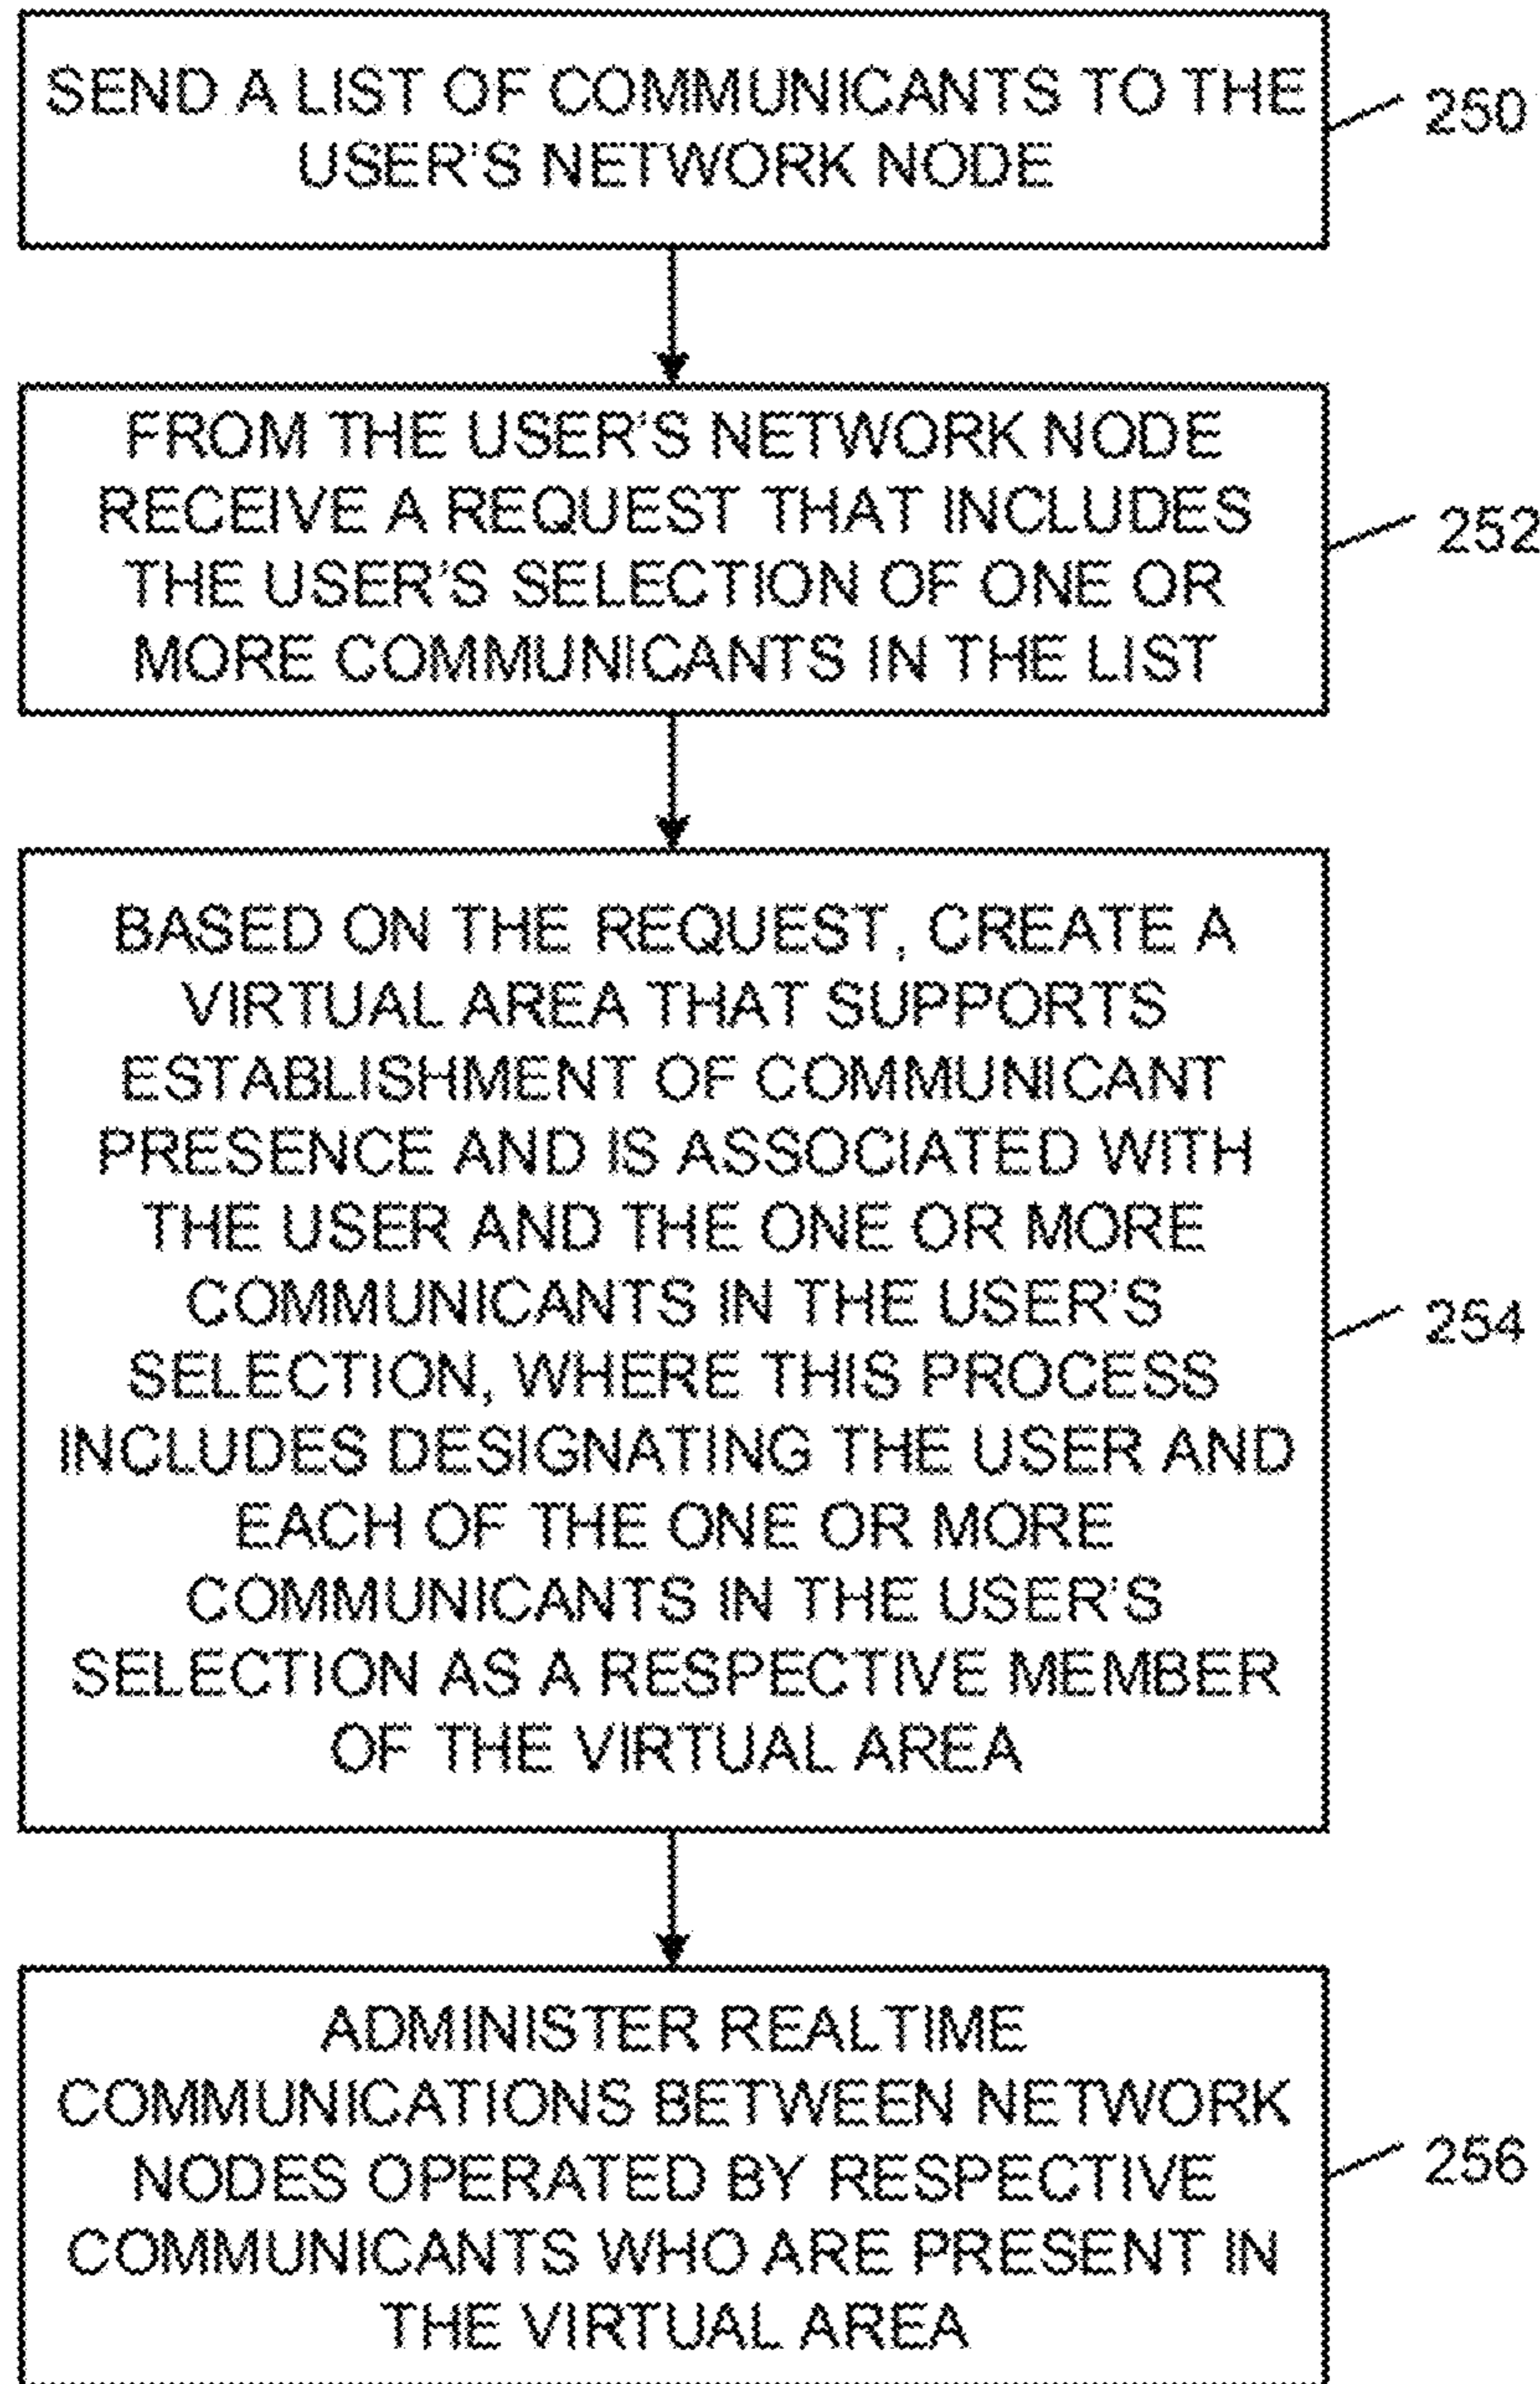 SEND A LIST OF COMMUNICANTS TO THE
USER'S NETWORK NODE
250
FROM THE USER'S NETWORK NODE
RECEIVE A REQUEST THAT INCLUDES
THE USER'S SELECTION OF ONE OR
MORE COMMUNICANTS IN THE LIST
252
BASED ON THE REQUEST, CREATE A
VIRTUAL AREA THAT SUPPORTS
ESTABLISHMENT OF COMMUNICANT
PRESENCE AND IS ASSOCIATED WITH
THE USER AND THE ONE OR MORE
COMMUNICANTS IN THE USER'S
SELECTION, WHERE THIS PROCESS
INCLUDES DESIGNATING THE USER AND
EACH OF THE ONE OR MORE
COMMUNICANTS IN THE USER'S
SELECTION AS A RESPECTIVE MEMBER
OF THE VIRTUAL AREA
254
ADMINISTER REALTIME
COMMUNICATIONS BETWEEN NETWORK
NODES OPERATED BY RESPECTIVE
COMMUNICANTS WHO ARE PRESENT IN
THE VIRTUAL AREA
256